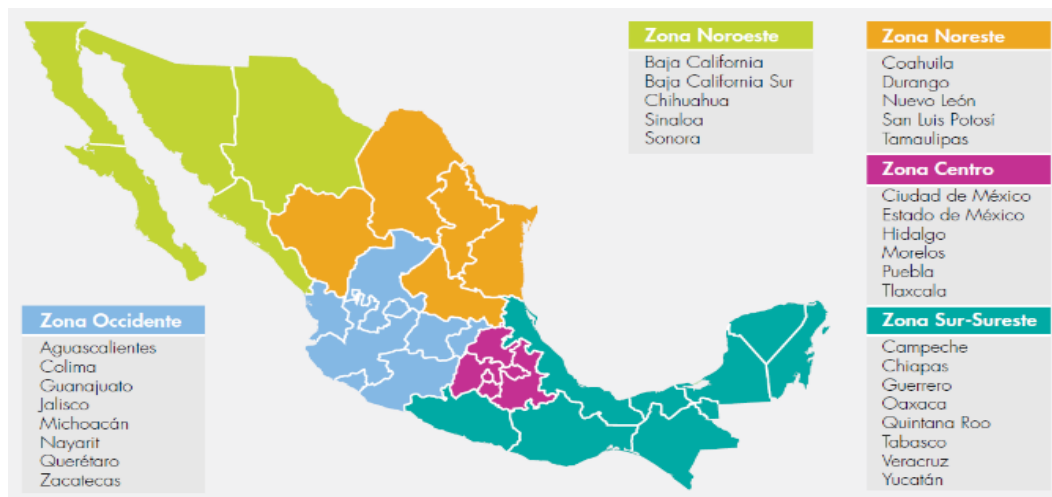 Zona Noroeste
Baja California
Baja California Sur
Chihuahua
Sinaloa
Sonora
Zona Noreste
Coahuila
Durango
Nuevo León
San Luis Potosí
Tamaulipas
Zona Centro
Ciudad de México
Estado de México
Hidalgo
Morelos
Puebla
Tlaxcala
Zona Occidente
Aguascalientes
Colima
Guanajuato
Jalisco
Michoacán
Nayarit
Querétaro
Zacatecas
Zona Sur-Sureste
Campeche
Chiapas
Guerrero
Oaxaca
Quintana Roo
Tabasco
Veracruz
Yucatán